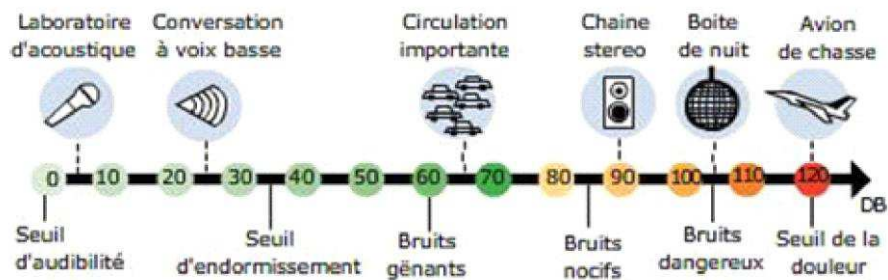 Laboratoire
d'acoustique
Conversation
à voix basse
Circulation
importante
Chaine
stereo
Boite
de nuit
Avion
de chasse
0 10 20 30 40 50 60 70 80 90 100 110 120
DB
Seuil
d'audibilité
Seuil
d'endormissement
Bruits
gënants
Bruits
nocifs
Bruits
dangereux
Seuil de la
douleur